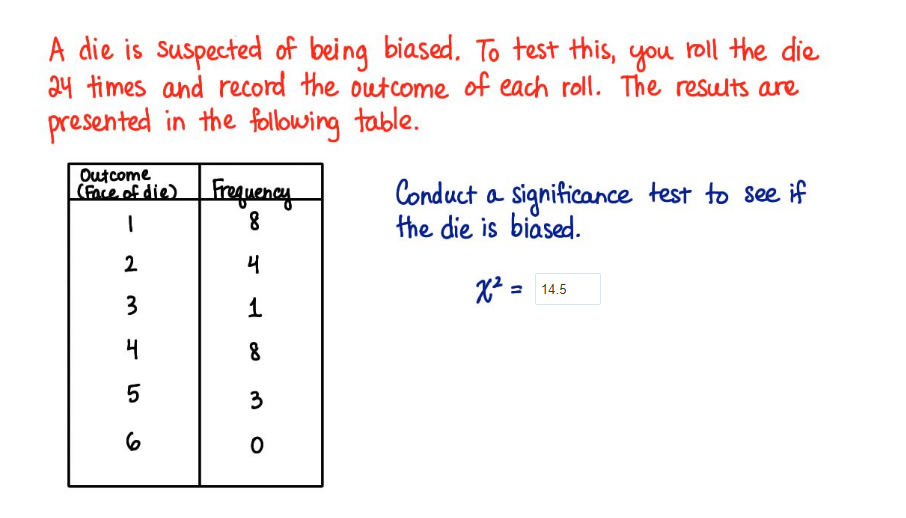 A die is suspected of being biased. To test this, you roll the die
24 times and record the outcome of each roll. The results are
presented in the following table.
Outcome
(Face of die) Frequency
1 8
2 4
3 1
4 8
5 3
6 0
Conduct a significance test to see if
the die is biased.
χ² = 14.5